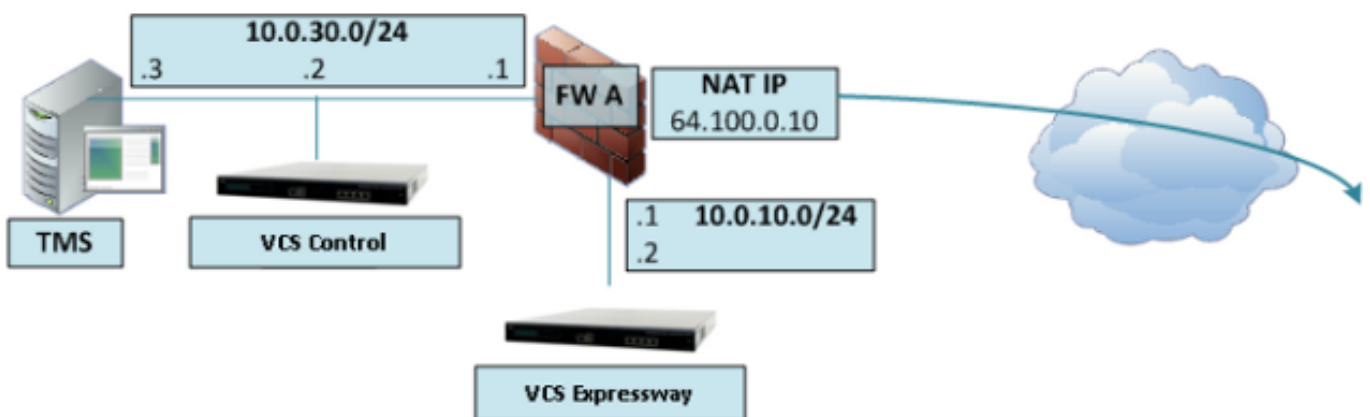 10.0.30.0/24
.3 .2 .1
FW A
NAT IP
64.100.0.10
TMS
VCS Control
.1 10.0.10.0/24
.2
VCS Expressway